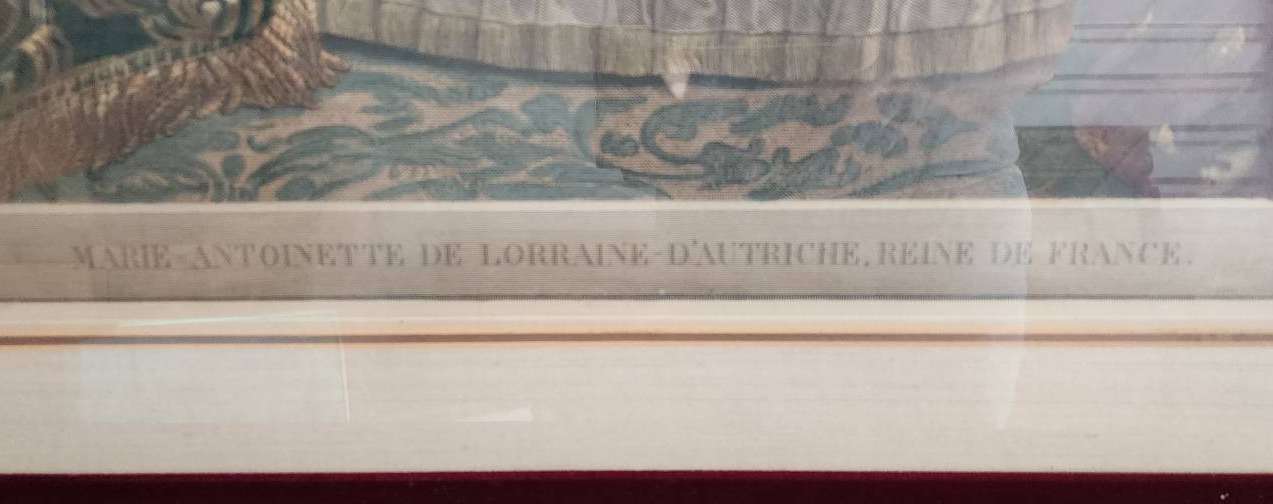 MARIE-ANTOINETTE DE LORRAINE-D'AUTRICHE, REINE DE FRANCE.